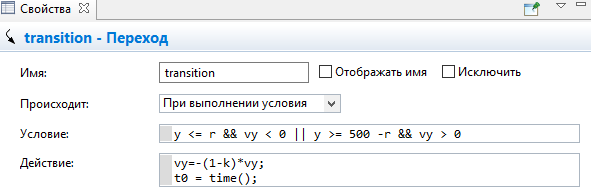 Свойства
transition - Переход
Имя: transition Отображать имя Исключить
Происходит: При выполнении условия
Условие: y <= r && vy < 0 || y >= 500 -r && vy > 0
Действие: vy=-(1-k)*vy;
t0 = time();